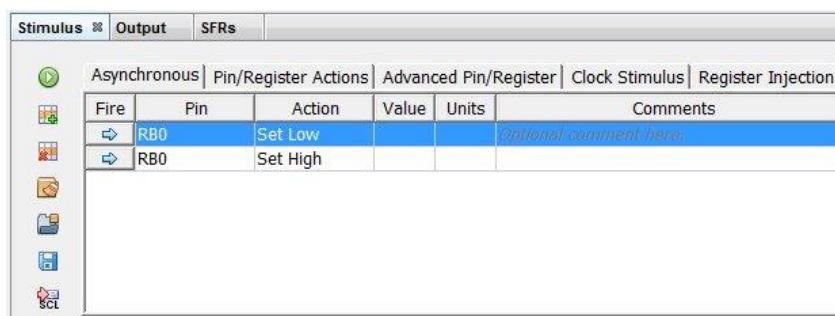 Stimulus Output SFRs
Asynchronous Pin/Register Actions Advanced Pin/Register Clock Stimulus Register Injection
Fire Pin Action Value Units Comments
RB0 Set Low Optional comment here.
RB0 Set High
SCL